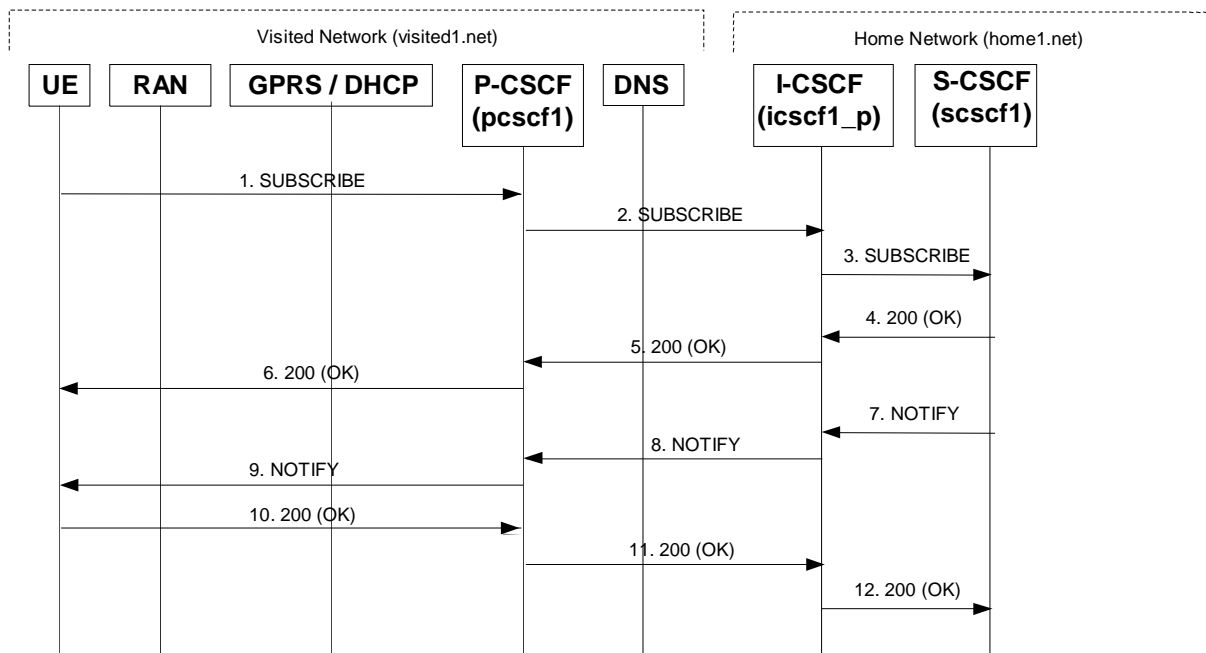 Visited Network (visited1.net)
Home Network (home1.net)
UE
RAN
GPRS / DHCP
P-CSCF
(pcscf1)
DNS
I-CSCF
(icscf1_p)
S-CSCF
(scscf1)
1. SUBSCRIBE
2. SUBSCRIBE
3. SUBSCRIBE
4. 200 (OK)
5. 200 (OK)
6. 200 (OK)
7. NOTIFY
8. NOTIFY
9. NOTIFY
10. 200 (OK)
11. 200 (OK)
12. 200 (OK)